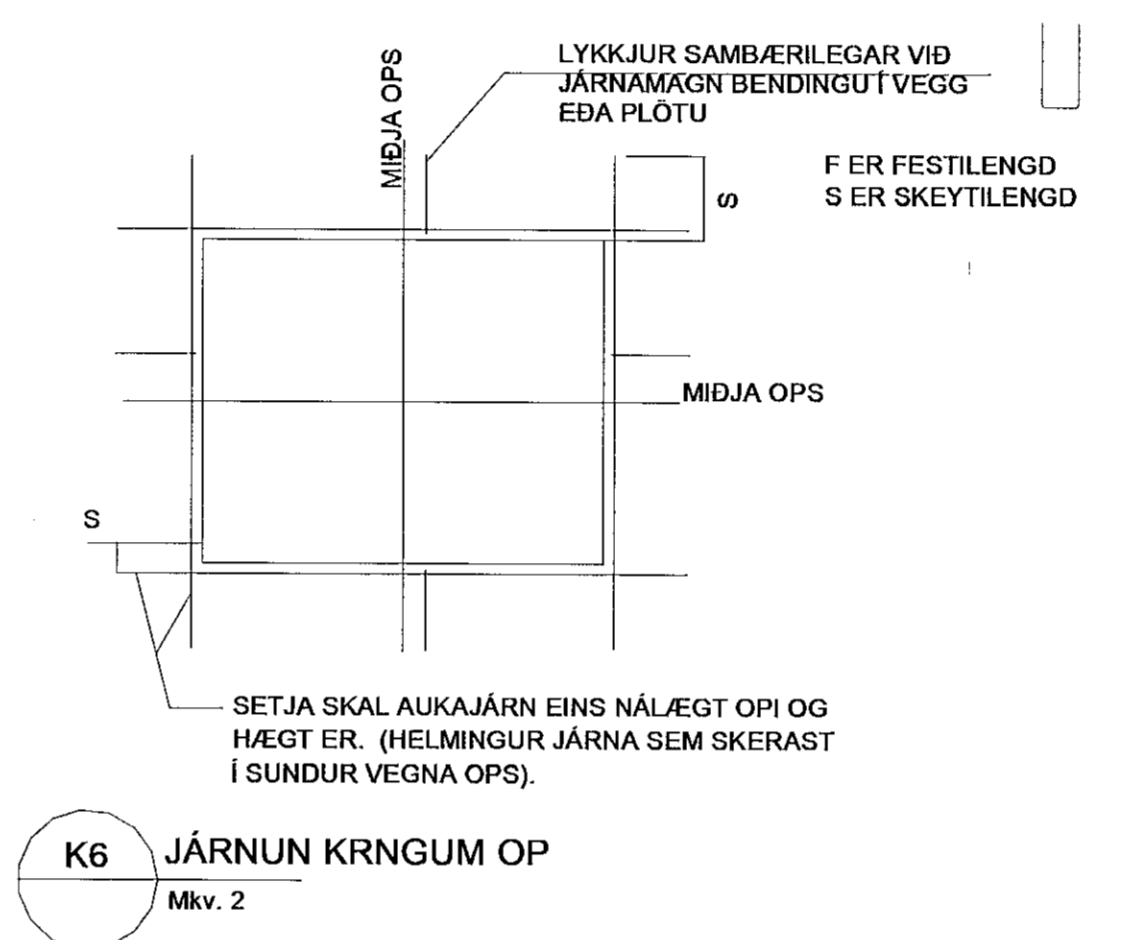 LYKKJUR SAMBÆRILEGAR VIÐ
JÁRNAMAGN BENDINGU Í VEGG
EÐA PLÖTU
MIÐJA OPS
F ER FESTILENGD
S ER SKEYTILENGD
S
MIÐJA OPS
S
SETJA SKAL AUKAJÁRN EINS NÁLÆGT OPI OG
HÆGT ER. (HELMINGUR JÁRNA SEM SKERAST
Í SUNDUR VEGNA OPS).
K6
JÁRNUN KRNGUM OP
Mkv. 2